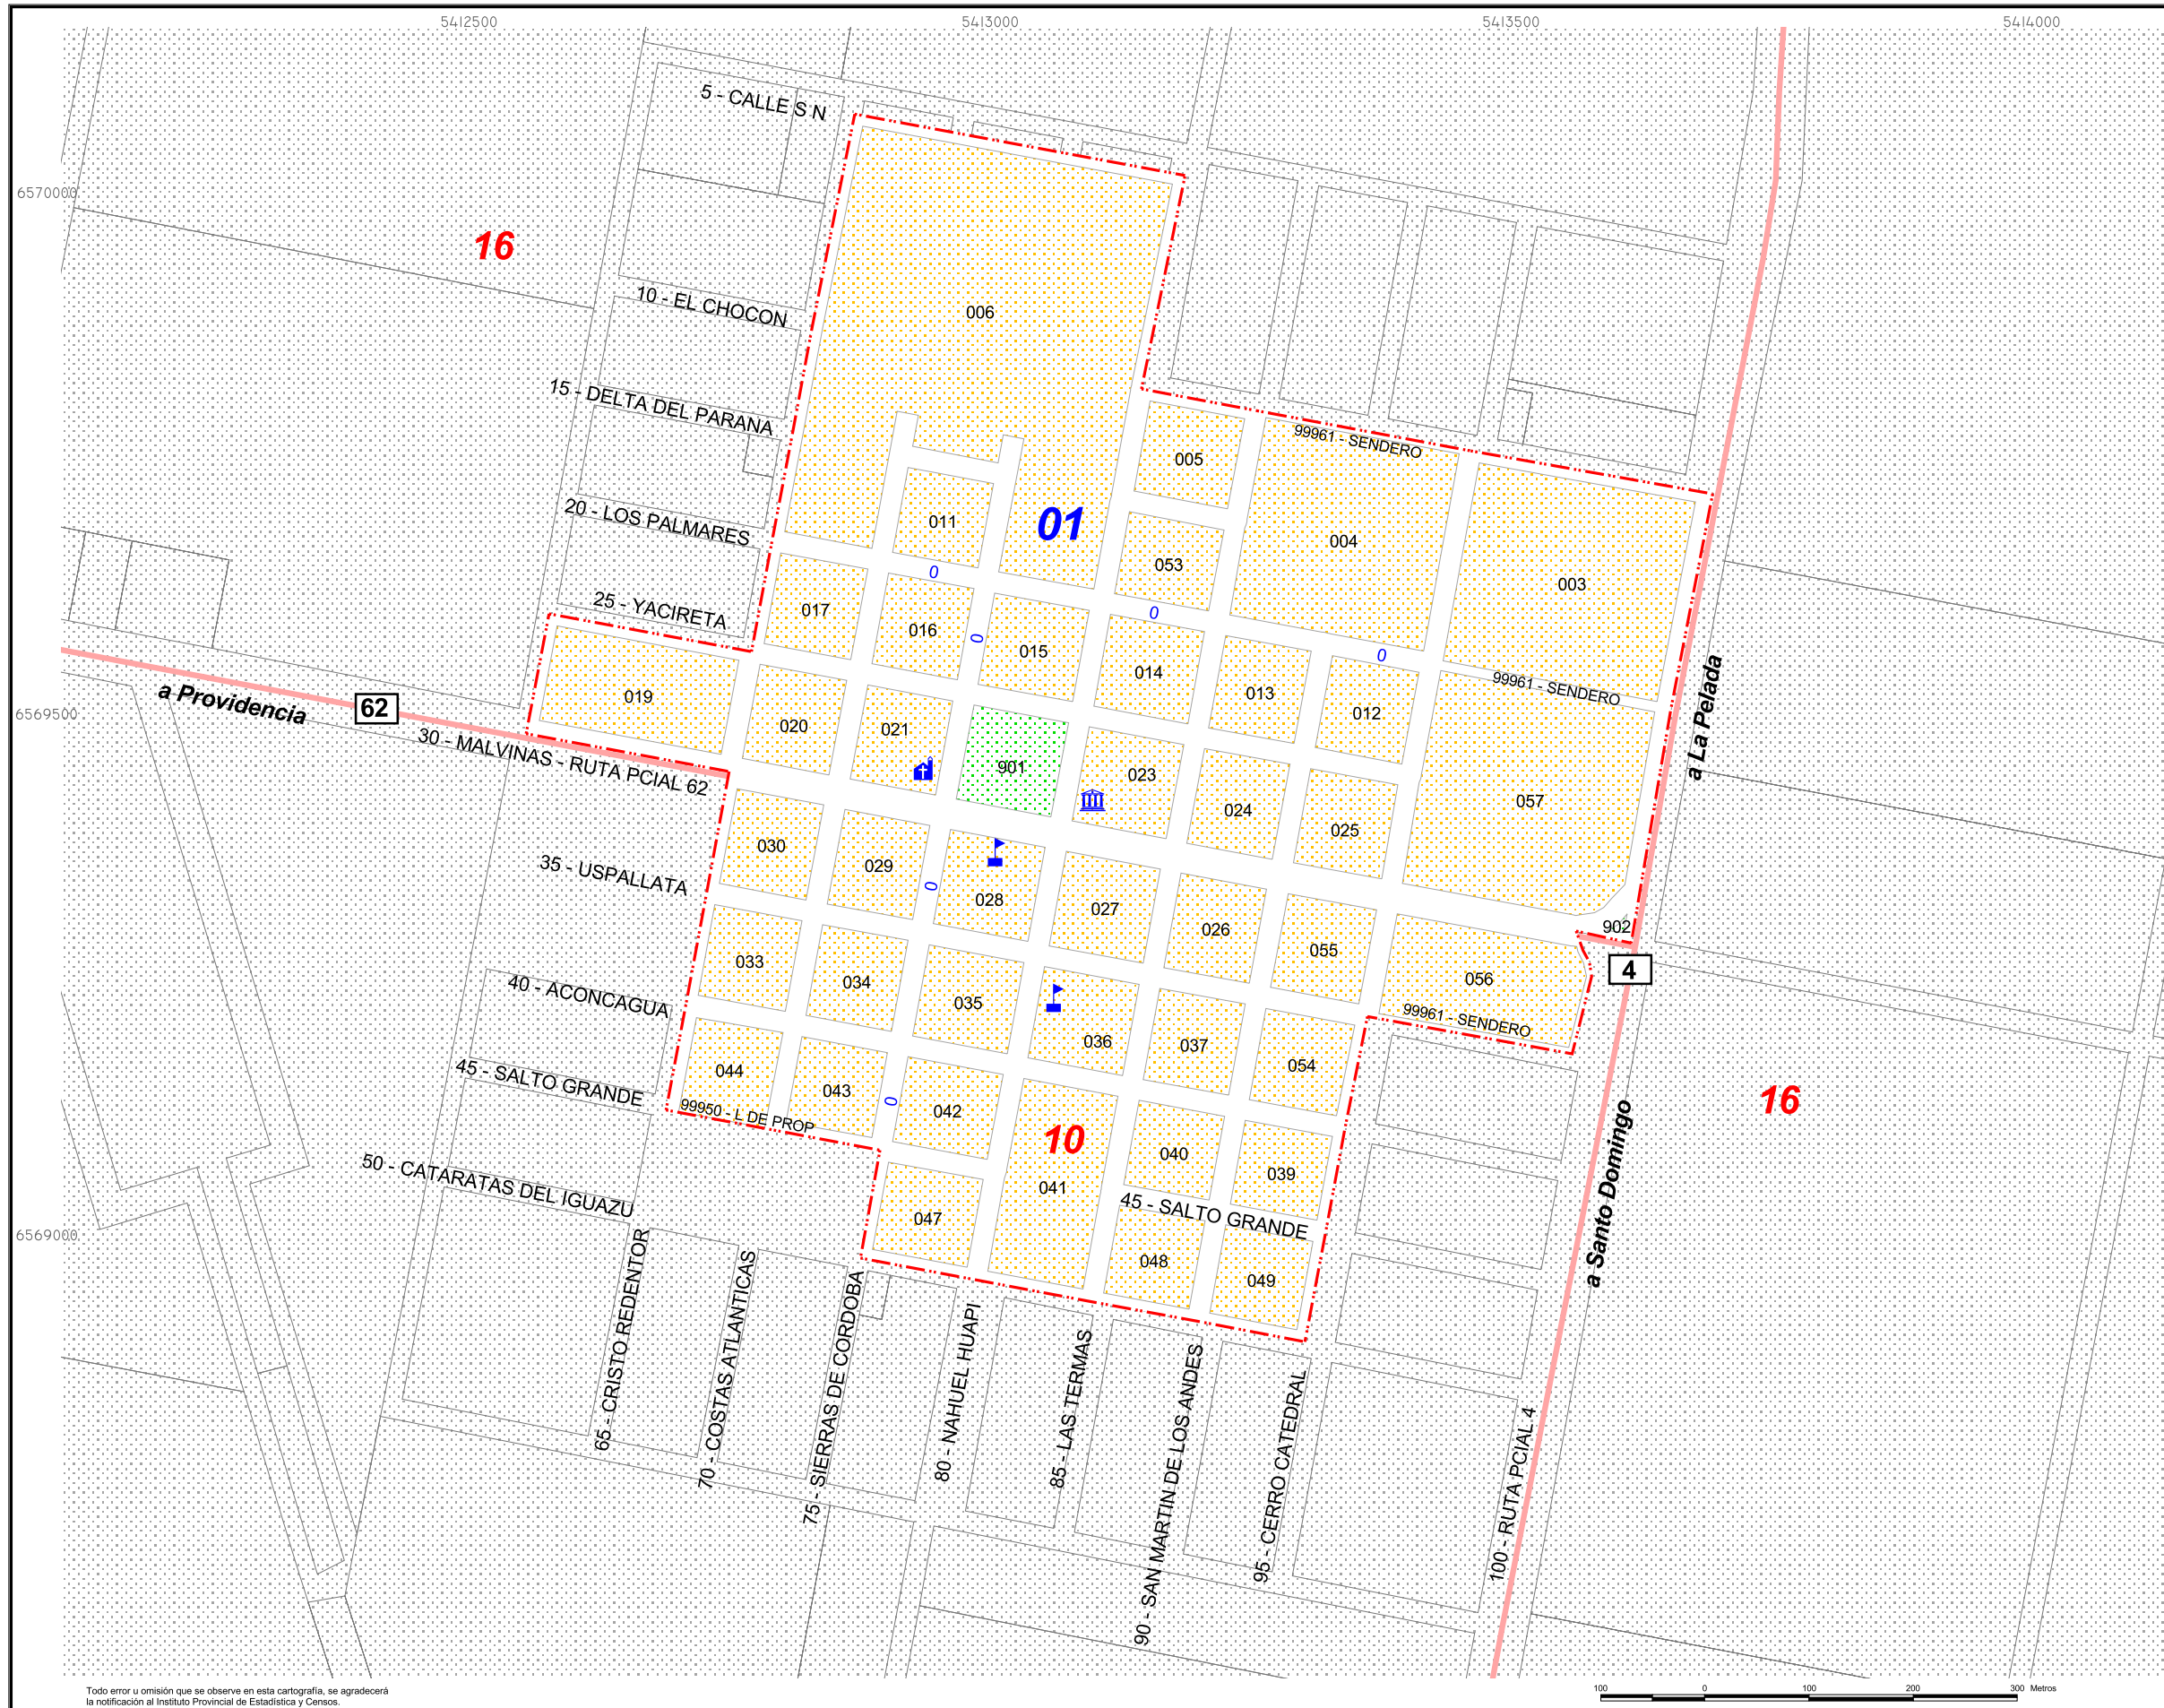 5412500 5413000 5413500 5414000
5 - CALLE S N
6570000
16
10 - EL CHOCON
006
15 - DELTA DEL PARANA
99961 - SENDERO
005
20 - LOS PALMARES
011
01
004
053
003
0
0
25 - YACIRETA
017
016
0
015
014
0
013
012
99961 - SENDERO
019
a Providencia
62
6569500
30 - MALVINAS - RUTA PCIAL 62
020
021
901
023
024
025
057
a La Pelada
35 - USPALLATA
030
029
0
028
027
026
055
902
4
033
034
035
036
037
056
99961 - SENDERO
40 - ACONCAGUA
45 - SALTO GRANDE
044
043
0
042
054
99950 - L DE PROP
10
16
50 - CATARATAS DEL IGUAZU
041
040
039
45 - SALTO GRANDE
047
048
049
a Santo Domingo
6569000
65 - CRISTO REDENTOR
70 - COSTAS ATLANTICAS
75 - SIERRAS DE CORDOBA
80 - NAHUEL HUAPI
85 - LAS TERMAS
90 - SAN MARTIN DE LOS ANDES
95 - CERRO CATEDRAL
100 - RUTA PCIAL 4
Todo error u omisión que se observe en esta cartografía, se agradecerá
la notificación al Instituto Provincial de Estadística y Censos.
100 0 100 200 300 Metros